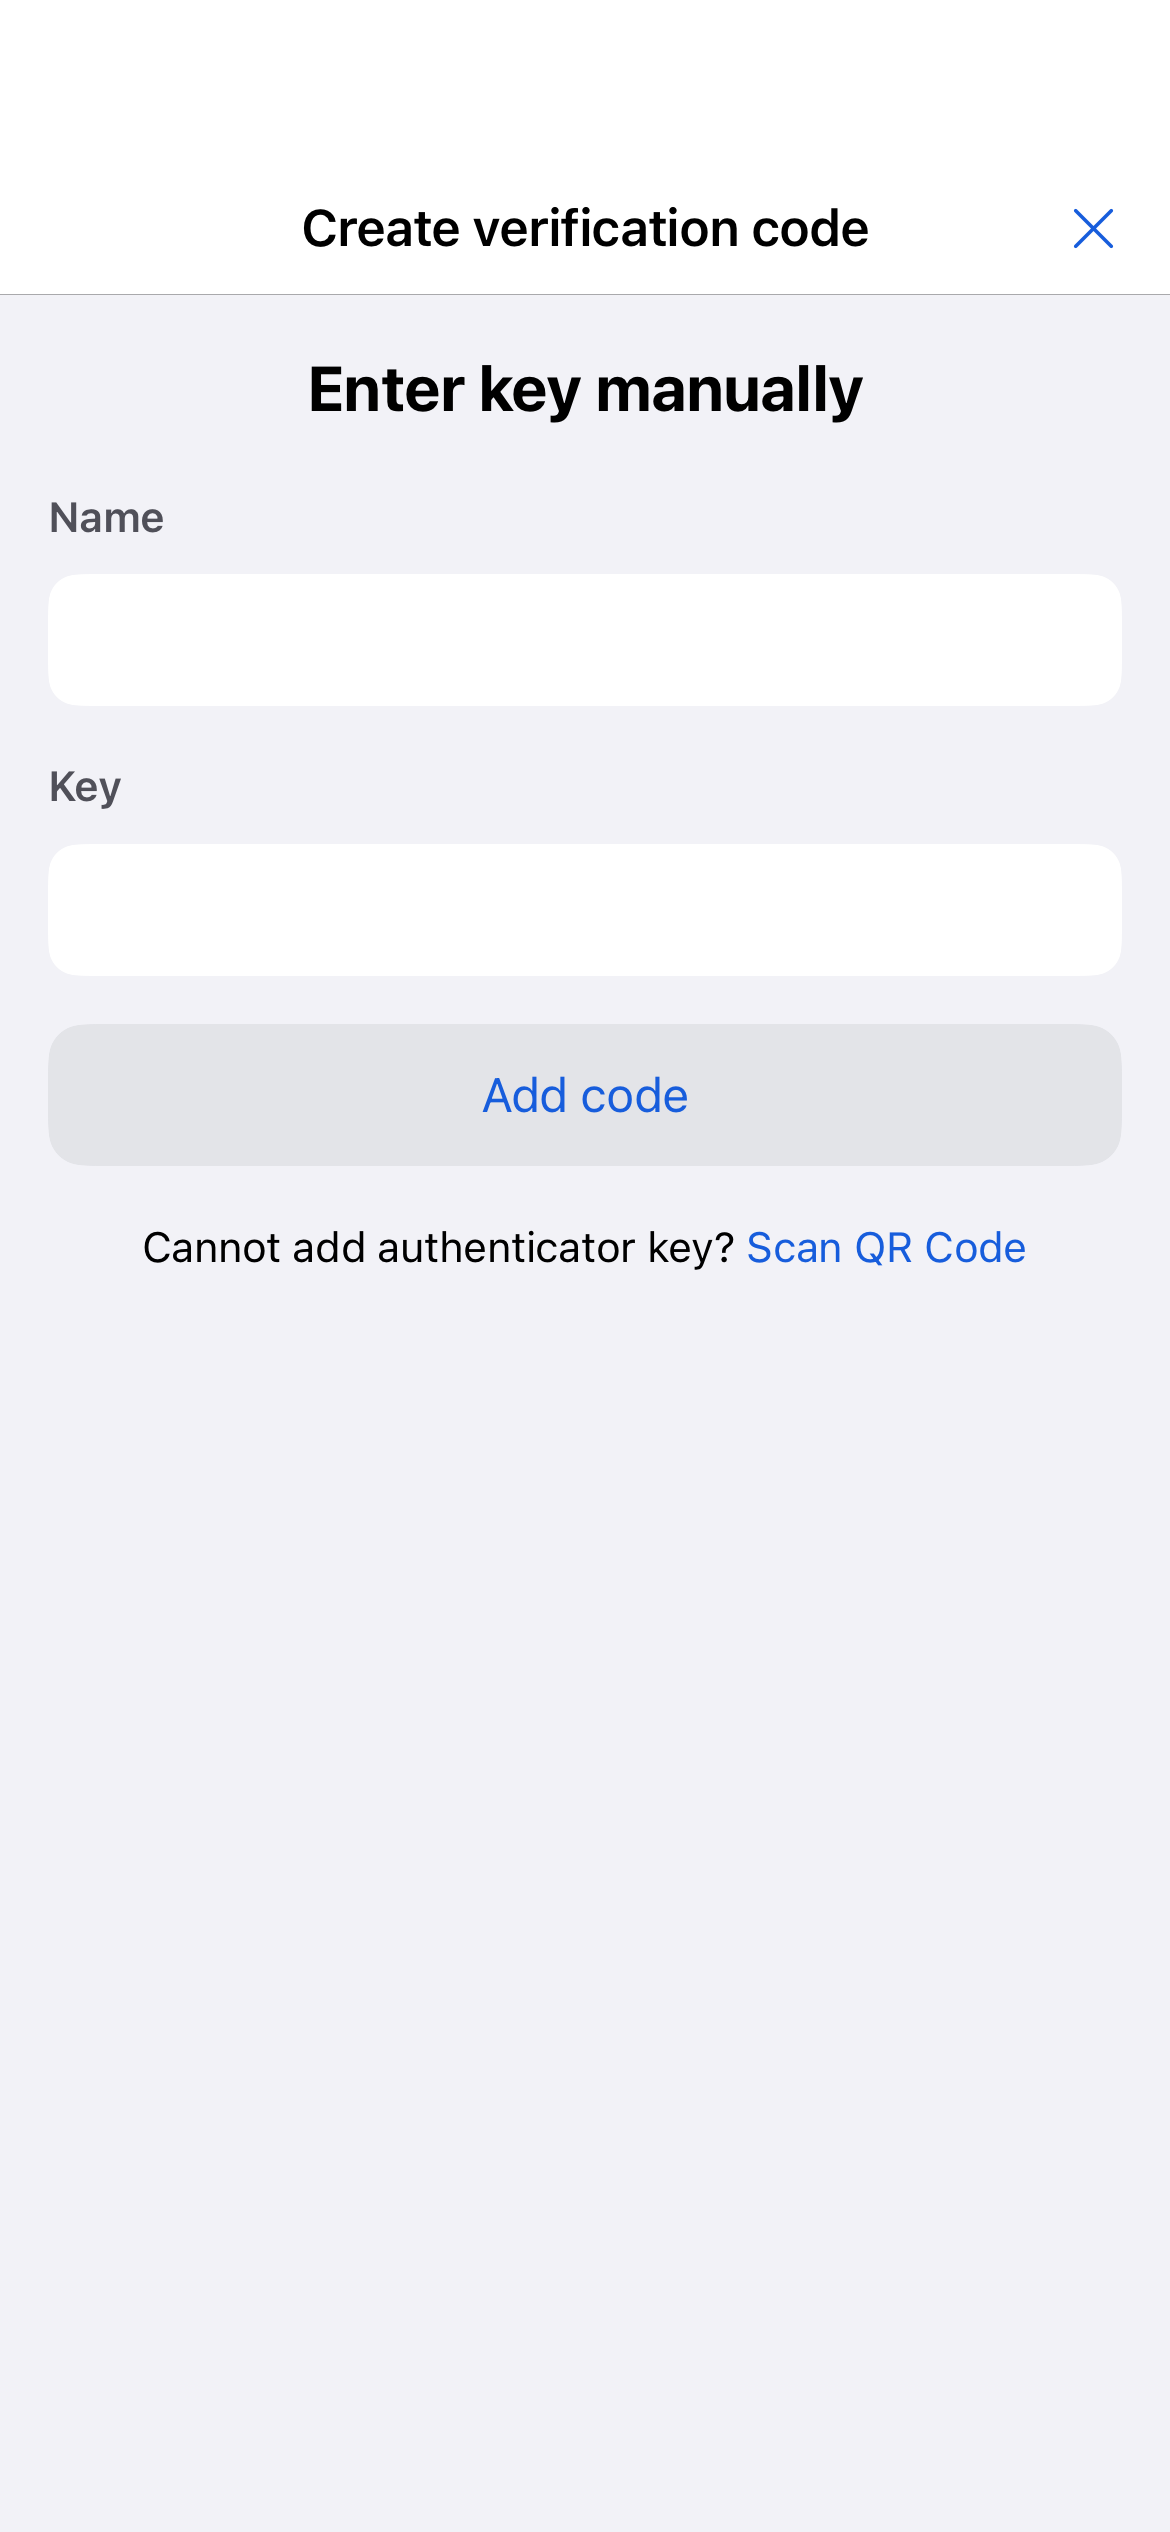 Create verification code
Enter key manually
Name
Key
Add code
Cannot add authenticator key? Scan QR Code